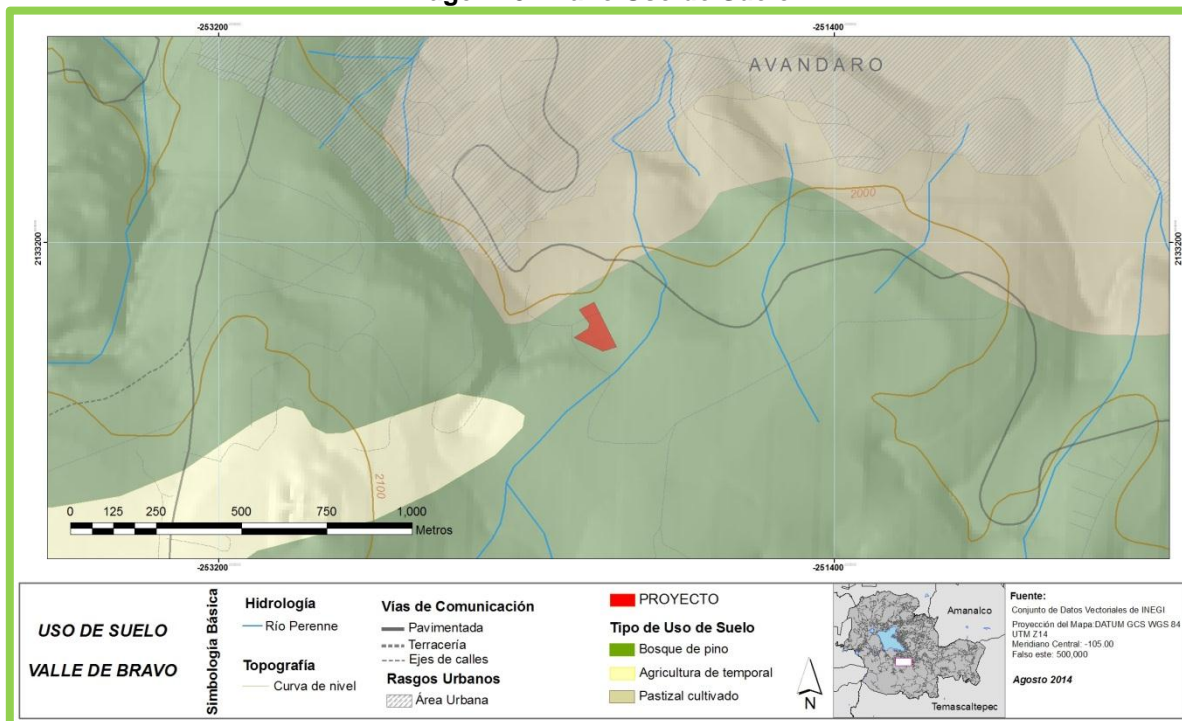 -253200
-251400
AVANDARO
2000
2133200
2133200
2100
0 125 250 500 750 1,000
Metros
-253200
-251400
USO DE SUELO
VALLE DE BRAVO
Simbología Básica
Hidrología
Río Perenne
Topografía
Curva de nivel
Vías de Comunicación
Pavimentada
Terracería
Ejes de calles
Rasgos Urbanos
Área Urbana
PROYECTO
Tipo de Uso de Suelo
Bosque de pino
Agricultura de temporal
Pastizal cultivado
N
Amanalco
Temascaltepec
Fuente:
Conjunto de Datos Vectoriales de INEGI
Proyección del Mapa:DATUM GCS WGS 84
UTM Z14
Meridiano Central: -105.00
Falso este: 500,000
Agosto 2014